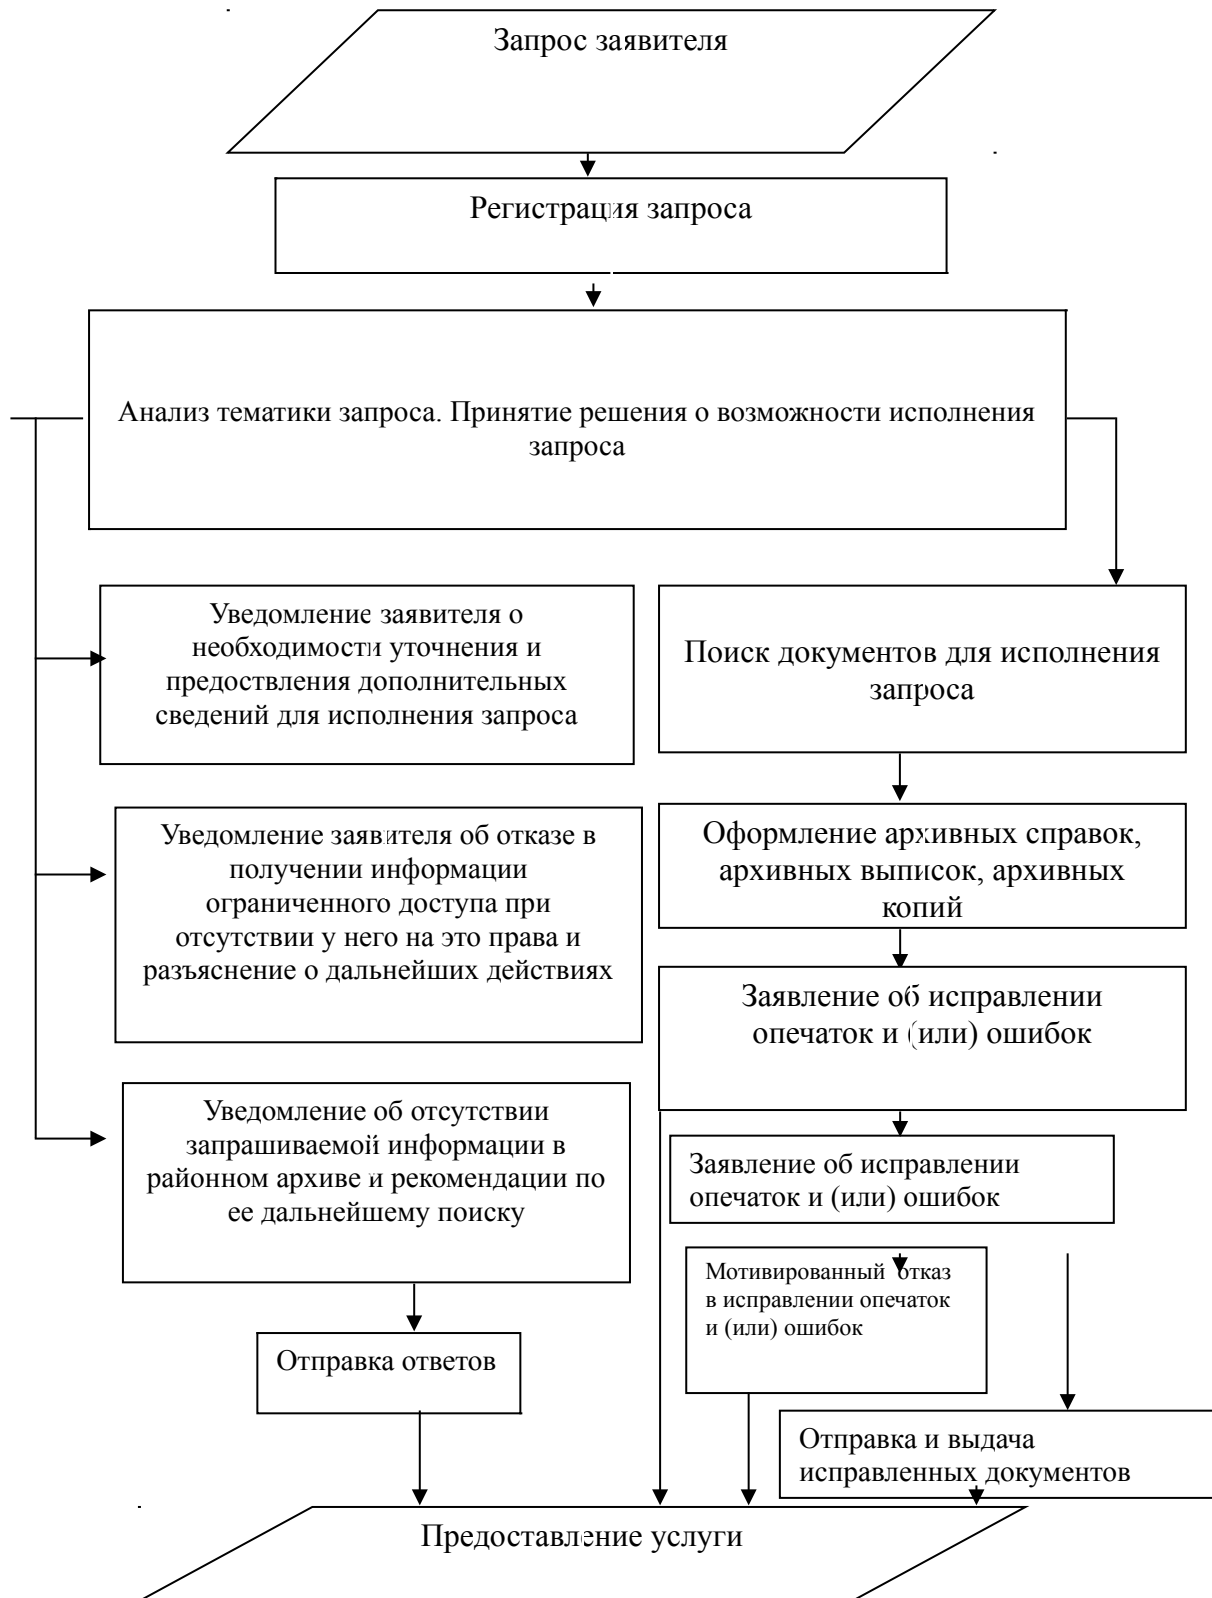 Запрос заявителя
Регистрация запроса
Анализ тематики запроса. Принятие решения о возможности исполнения
запроса
Уведомление заявителя о
необходимости уточнения и
предоствления дополнительных
сведений для исполнения запроса
Поиск документов для исполнения
запроса
Уведомление заявителя об отказе в
получении информации
ограниченного доступа при
отсутствии у него на это права и
разъяснение о дальнейших действиях
Оформление архивных справок,
архивных выписок, архивных
копий
Заявление об исправлении
опечаток и (или) ошибок
Уведомление об отсутствии
запрашиваемой информации в
районном архиве и рекомендации по
ее дальнейшему поиску
Заявление об исправлении
опечаток и (или) ошибок
Мотивированный отказ
в исправлении опечаток
и (или) ошибок
Отправка ответов
Отправка и выдача
исправленных документов
Предоставление услуги